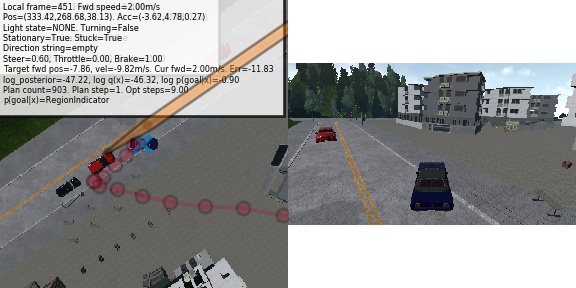 Local frame=451: Fwd speed=2.00m/s
Pos=(333.42,268.68,38.13). Acc=(-3.62,4.78,0.27)
Light state=NONE. Turning=False
Stationary=True. Stuck=True
Direction string=empty
Steer=0.60, Throttle=0.00, Brake=1.00
Target fwd pos=-7.86, vel=-9.82m/s. Cur fwd=2.00m/s. Err=-11.83
log_posterior=-47.22, log q(x)=-46.32, log p(goal|x)=-0.90
Plan count=903. Plan step=1. Opt steps=9.00
p(goal|x)=RegionIndicator